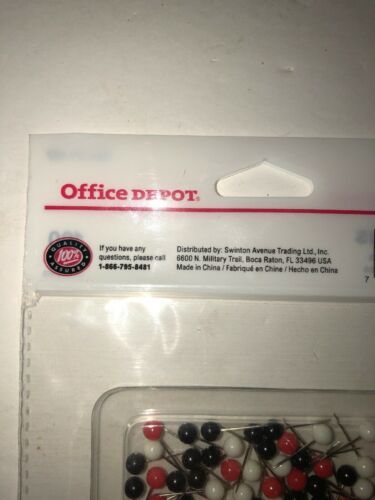 Office DEPOT®
QUALITY
100%
ASSURED
If you have any
questions, please call
1-866-795-8481
Distributed by: Swinton Avenue Trading Ltd., Inc.
6600 N. Military Trail, Boca Raton, FL 33496 USA
Made in China / Fabriqué en Chine / Hecho en China
7